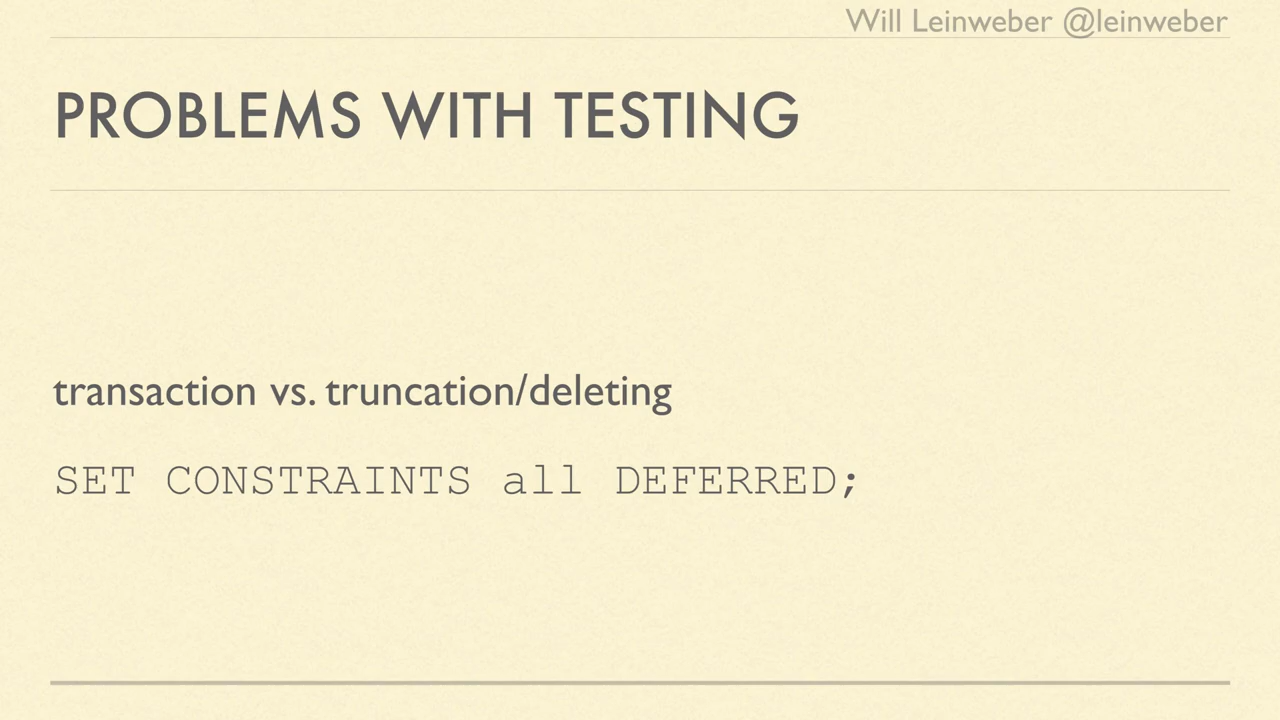 Will Leinweber @leinweber
PROBLEMS WITH TESTING
transaction vs. truncation/deleting
SET CONSTRAINTS all DEFERRED;